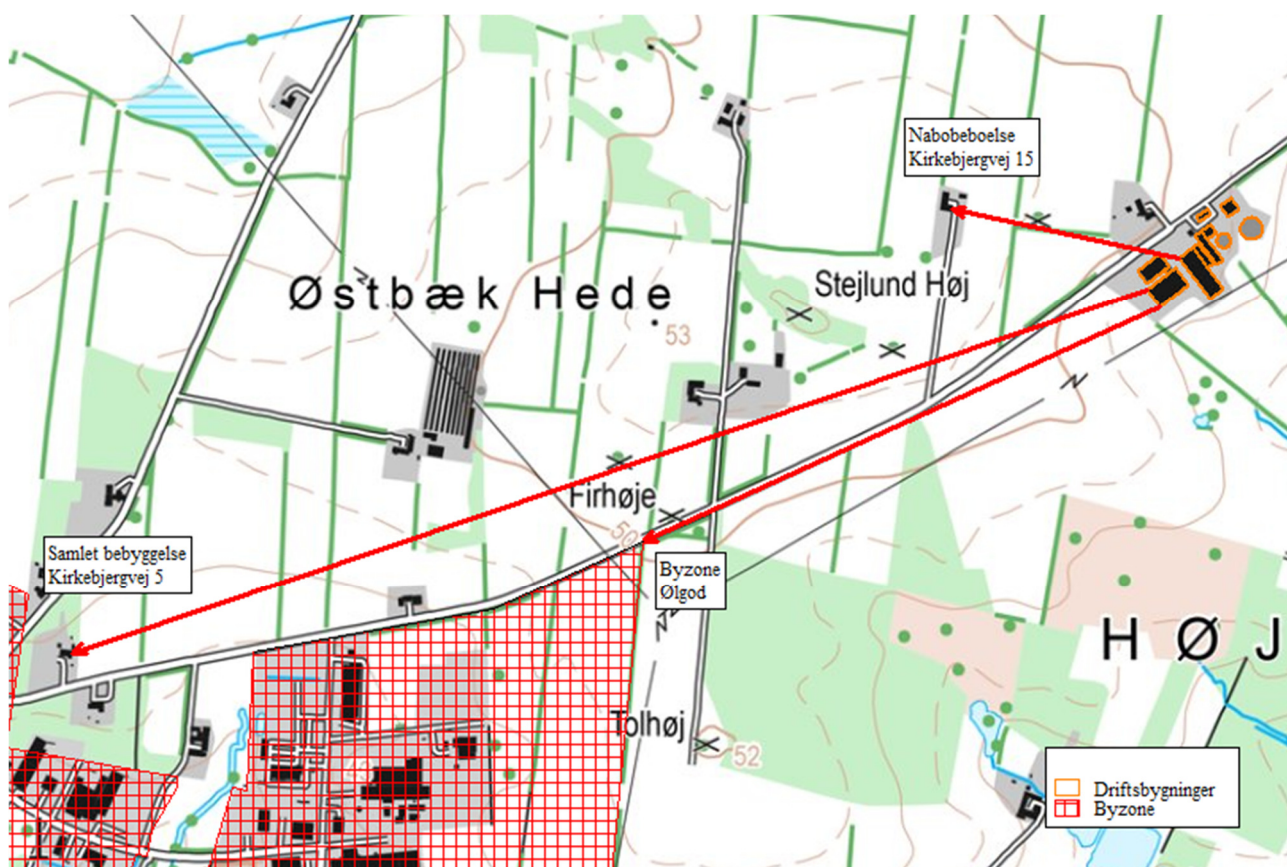 Nabobeboelse
Kirkebjergvej 15
Østbæk Hede
Stejlund Høj
53
Firhøje
50
Samlet bebyggelse
Kirkebjergvej 5
Byzone
Ølgod
HØJ
Tolhøj
52
Driftsbygninger
Byzone